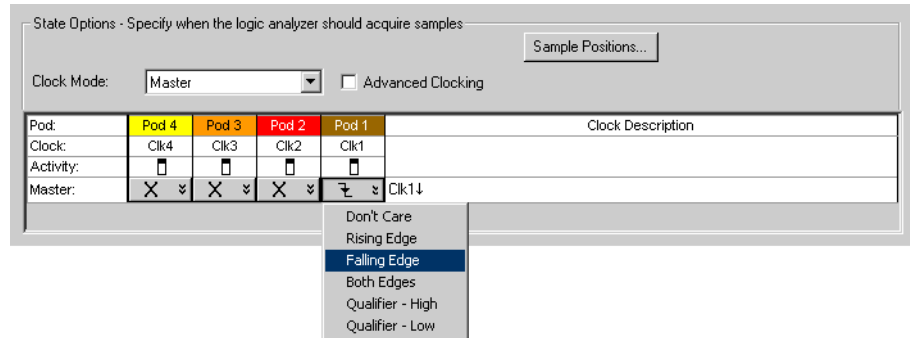 State Options - Specify when the logic analyzer should acquire samples
Sample Positions...
Clock Mode: Master Advanced Clocking
Pod: Pod 4 Pod 3 Pod 2 Pod 1 Clock Description
Clock: Clk4 Clk3 Clk2 Clk1
Activity:
Master: X X X Clk1↓
Don't Care
Rising Edge
Falling Edge
Both Edges
Qualifier - High
Qualifier - Low